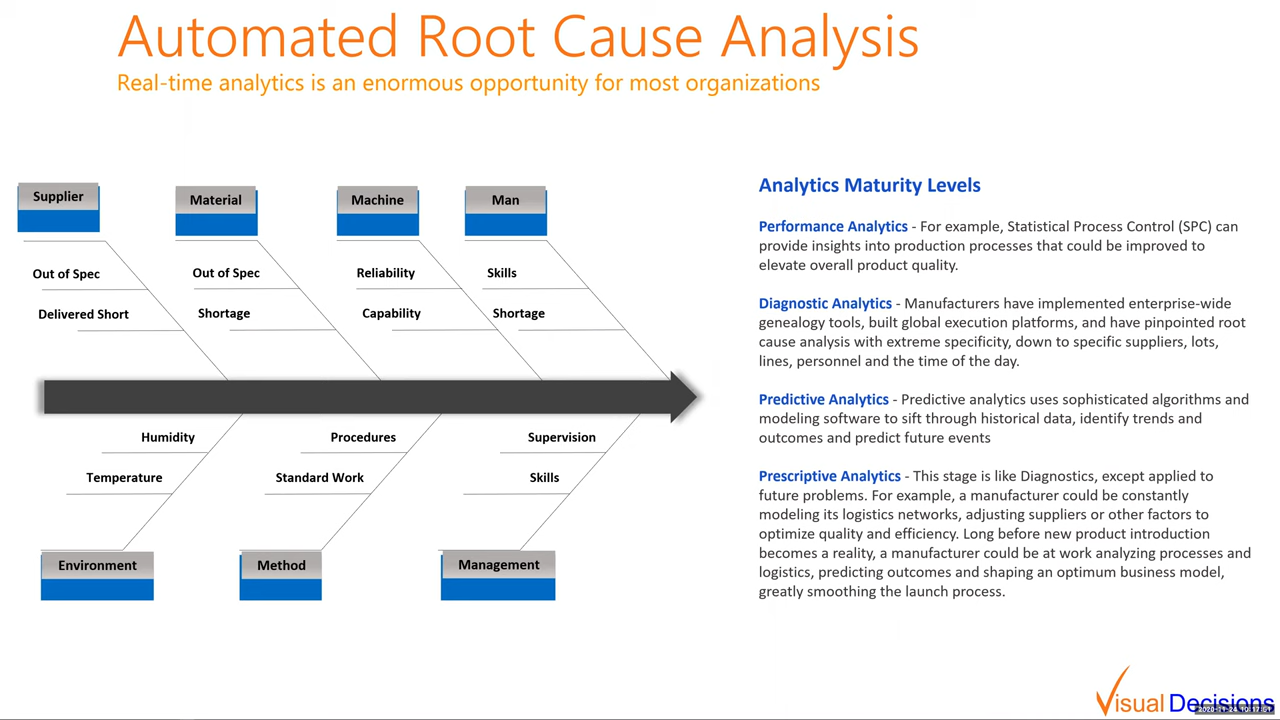 Automated Root Cause Analysis
Real-time analytics is an enormous opportunity for most organizations
Supplier
Material
Machine
Man
Out of Spec
Out of Spec
Reliability
Skills
Delivered Short
Shortage
Capability
Shortage
Humidity
Procedures
Supervision
Temperature
Standard Work
Skills
Environment
Method
Management
Analytics Maturity Levels
Performance Analytics - For example, Statistical Process Control (SPC) can
provide insights into production processes that could be improved to
elevate overall product quality.
Diagnostic Analytics - Manufacturers have implemented enterprise-wide
genealogy tools, built global execution platforms, and have pinpointed root
cause analysis with extreme specificity, down to specific suppliers, lots,
lines, personnel and the time of the day.
Predictive Analytics - Predictive analytics uses sophisticated algorithms and
modeling software to sift through historical data, identify trends and
outcomes and predict future events
Prescriptive Analytics - This stage is like Diagnostics, except applied to
future problems. For example, a manufacturer could be constantly
modeling its logistics networks, adjusting suppliers or other factors to
optimize quality and efficiency. Long before new product introduction
becomes a reality, a manufacturer could be at work analyzing processes and
logistics, predicting outcomes and shaping an optimum business model,
greatly smoothing the launch process.
Visual Decisions